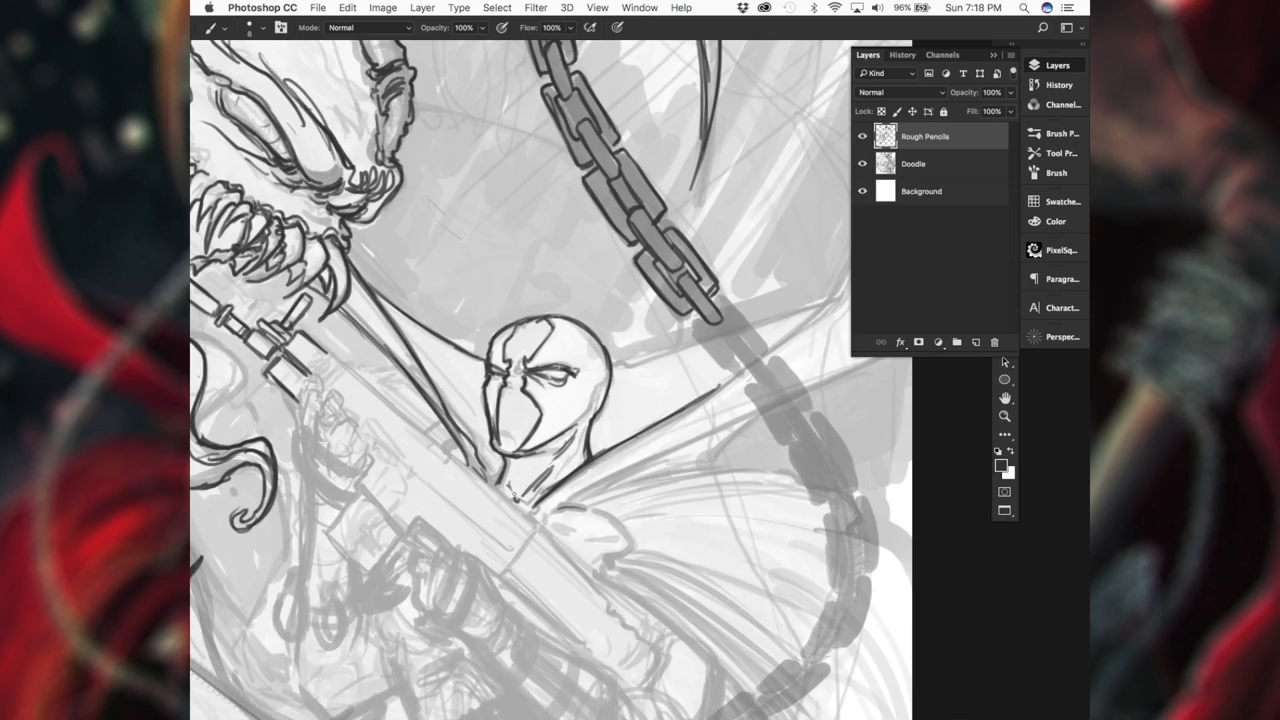 Photoshop CC File Edit Image Layer Type Select Filter 3D View Window Help 96% Sun 7:18 PM
8 Mode: Normal Opacity: 100% Flow: 100%
Layers History Channels
Kind
Normal Opacity: 100%
Lock: Fill: 100%
Rough Pencils
Doodle
Background
fx
Layers
History
Channel...
Brush P...
Tool Pr...
Brush
Swatche...
Color
PixelSq...
Paragra...
Charact...
Perspec...